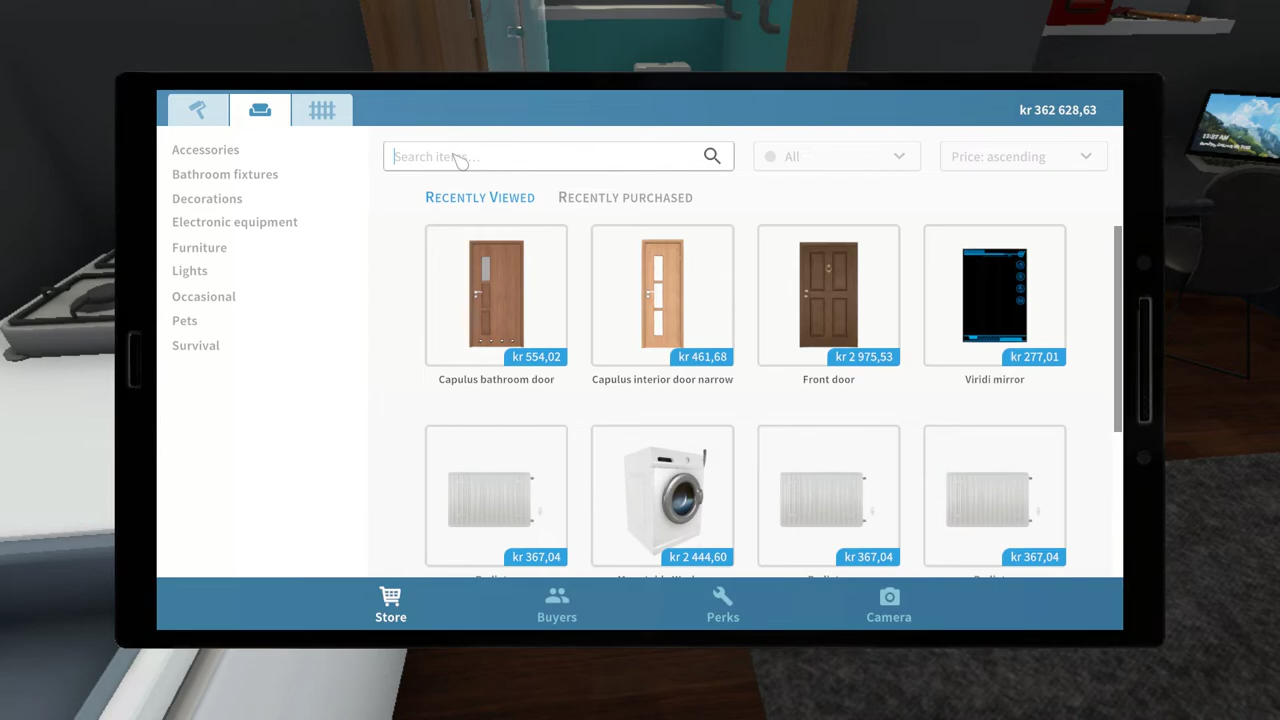 kr 362 628,63
Accessories
Bathroom fixtures
Decorations
Electronic equipment
Furniture
Lights
Occasional
Pets
Survival
Search items...
All
Price: ascending
Recently Viewed
Recently purchased
kr 554,02
kr 461,68
kr 2 975,53
kr 277,01
Capulus bathroom door
Capulus interior door narrow
Front door
Viridi mirror
kr 367,04
kr 2 444,60
kr 367,04
kr 367,04
Store
Buyers
Perks
Camera